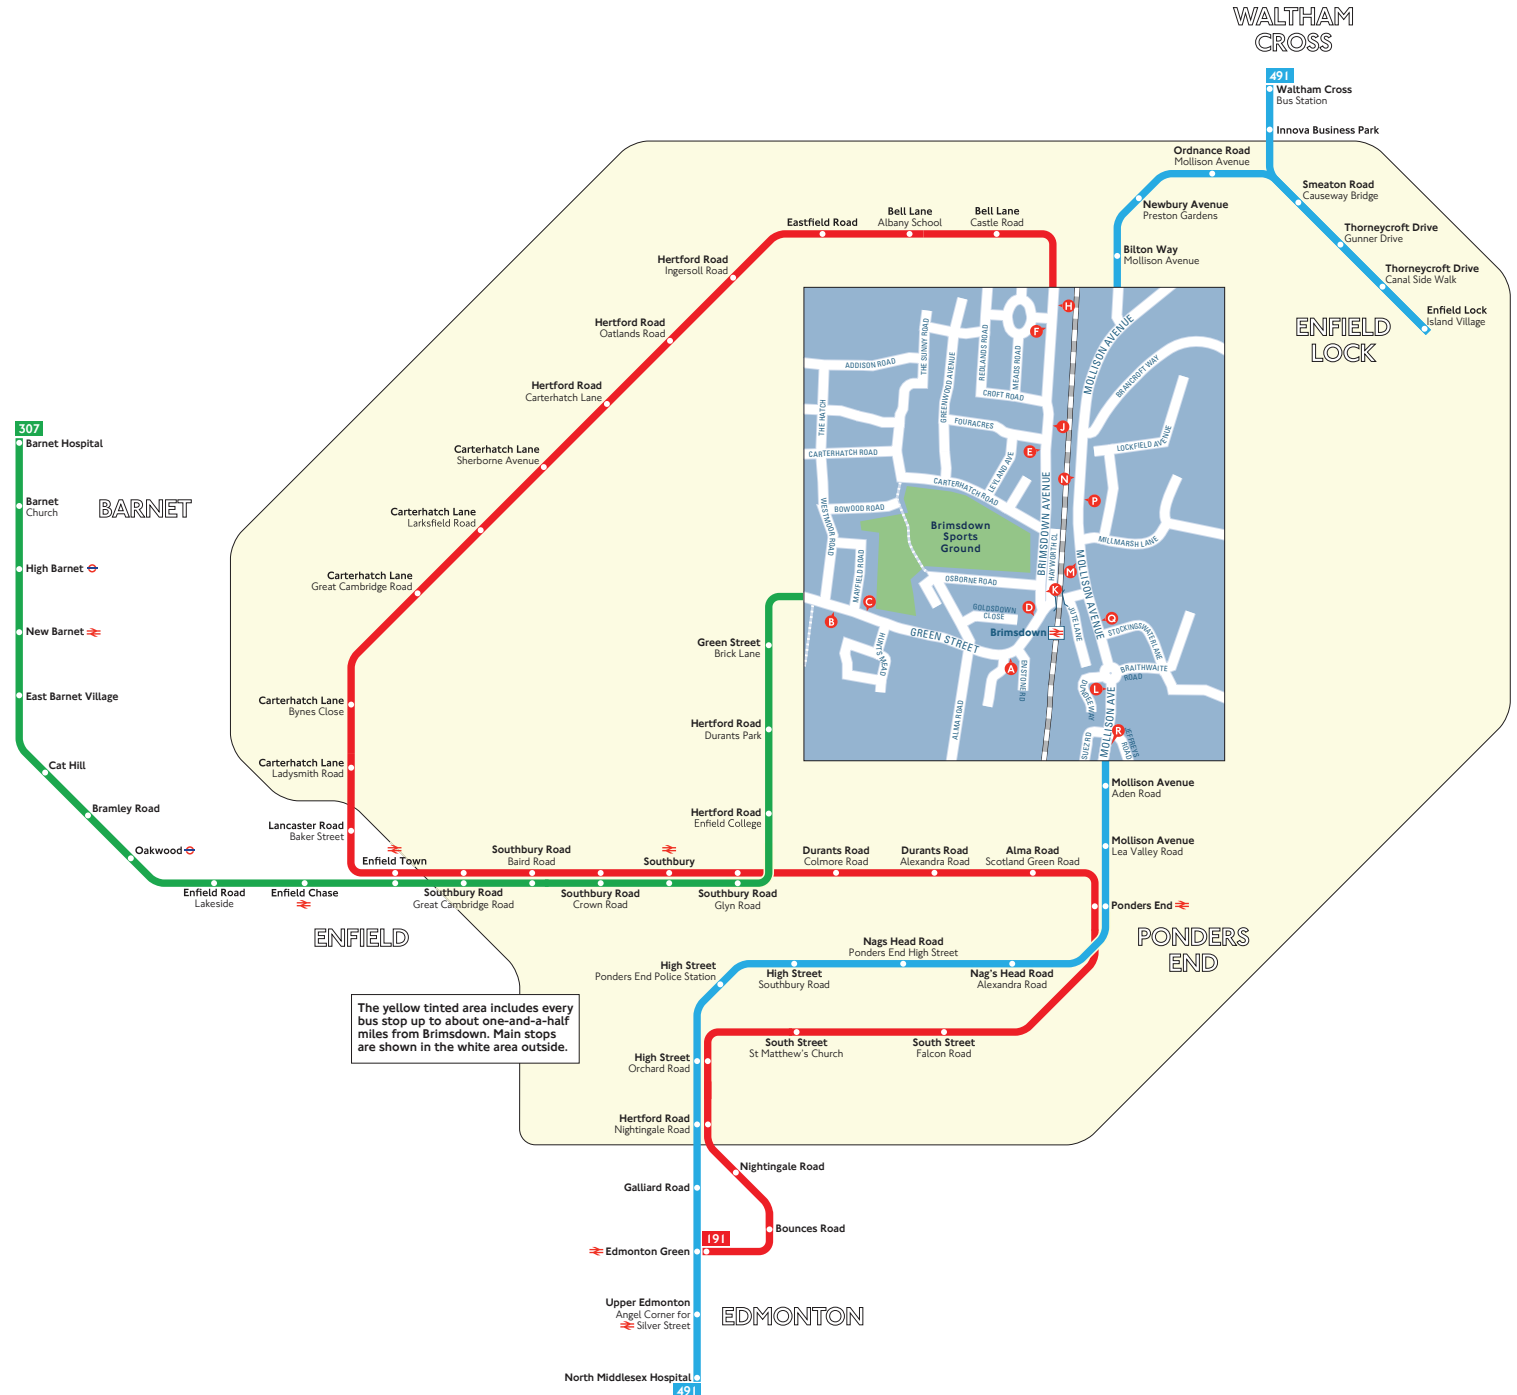 WALTHAM
CROSS
491
Waltham Cross
Bus Station
Innova Business Park
Ordnance Road
Mollison Avenue
Smeaton Road
Causeway Bridge
Newbury Avenue
Preston Gardens
Thorneycroft Drive
Gunner Drive
Bilton Way
Mollison Avenue
Thorneycroft Drive
Canal Side Walk
Enfield Lock
Island Village
ENFIELD
LOCK
Eastfield Road
Bell Lane
Albany School
Bell Lane
Castle Road
Hertford Road
Ingersoll Road
Hertford Road
Oatlands Road
Hertford Road
Carterhatch Lane
Carterhatch Lane
Sherborne Avenue
Carterhatch Lane
Larksfield Road
Carterhatch Lane
Great Cambridge Road
Carterhatch Lane
Bynes Close
Carterhatch Lane
Ladysmith Road
Lancaster Road
Baker Street
307
Barnet Hospital
Barnet
Church
BARNET
High Barnet
New Barnet
East Barnet Village
Cat Hill
Bramley Road
Oakwood
Enfield Road
Lakeside
Enfield Chase
Enfield Town
ENFIELD
Southbury Road
Baird Road
Southbury
Southbury Road
Great Cambridge Road
Southbury Road
Crown Road
Southbury Road
Glyn Road
Green Street
Brick Lane
Hertford Road
Durants Park
Hertford Road
Enfield College
Durants Road
Colmore Road
Durants Road
Alexandra Road
Alma Road
Scotland Green Road
H
F
J
E
N
P
M
K
D
C
B
Q
A
L
R
ADDISON ROAD
THE SUNNY ROAD
GREENWOOD AVENUE
REDLANDS ROAD
MEADS ROAD
CROFT ROAD
MOLLISON AVENUE
BRANCROFT WAY
THE HATCH
FOURACRES
LOCKFIELD AVENUE
CARTERHATCH ROAD
LEYLAND AVE
CARTERHATCH ROAD
BRIMSDOWN AVENUE
WESTMOOR ROAD
BOWOOD ROAD
Brimsdown
Sports
Ground
HAYWORTH CL
MILLMARSH LANE
MAYFIELD ROAD
OSBORNE ROAD
MOLLISON AVENUE
GOLDSDOWN
CLOSE
JUTE LANE
Brimsdown
STOCKINGSWATER LANE
GREEN STREET
HUNTS MEAD
ENSTONE RD
BRAITHWAITE
ROAD
DUNDEE WAY
ALMA ROAD
MOLLISON AVE
SUEZ RD
JEFFREYS
ROAD
Mollison Avenue
Aden Road
Mollison Avenue
Lea Valley Road
Ponders End
PONDERS
END
Nags Head Road
Ponders End High Street
High Street
Ponders End Police Station
High Street
Southbury Road
Nag's Head Road
Alexandra Road
The yellow tinted area includes every
bus stop up to about one-and-a-half
miles from Brimsdown. Main stops
are shown in the white area outside.
South Street
St Matthew's Church
South Street
Falcon Road
High Street
Orchard Road
Hertford Road
Nightingale Road
Nightingale Road
Galliard Road
Bounces Road
191
Edmonton Green
Upper Edmonton
Angel Corner for
Silver Street
EDMONTON
North Middlesex Hospital
491